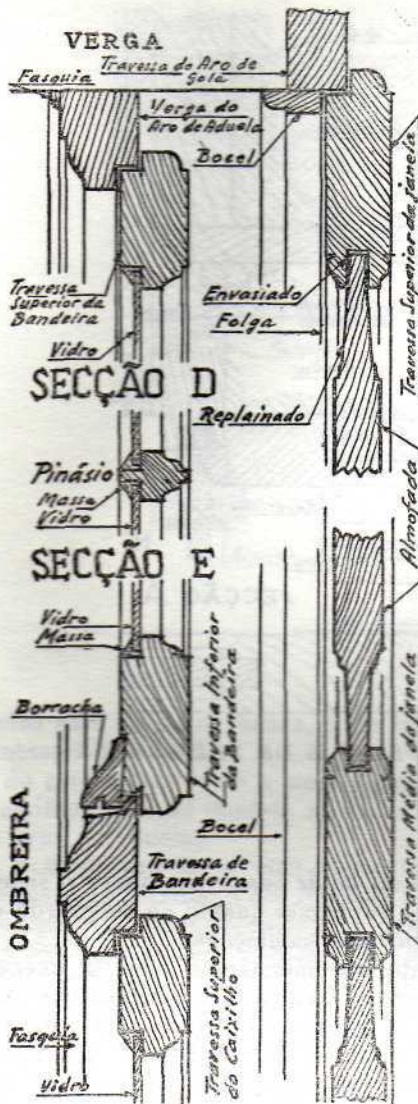 VERGA
Travessa do Aro de
gola
Fasquia
Verga do
Aro de Aduela
Bocel
Travessa Superior da janela
Travessa
Superior da
Bandeira
Envasiado
Folga
Vidro
SECÇÃO D
Replainado
Pinásio
Massa
Vidro
Almofada
SECÇÃO E
Vidro
Massa
Travessa Inferior
da Bandeira
Borracha
Bocel
Travessa de
Bandeira
OMBREIRA
Travessa Média da janela
Travessa Superior
do Caixilho
Fasquia
Vidro